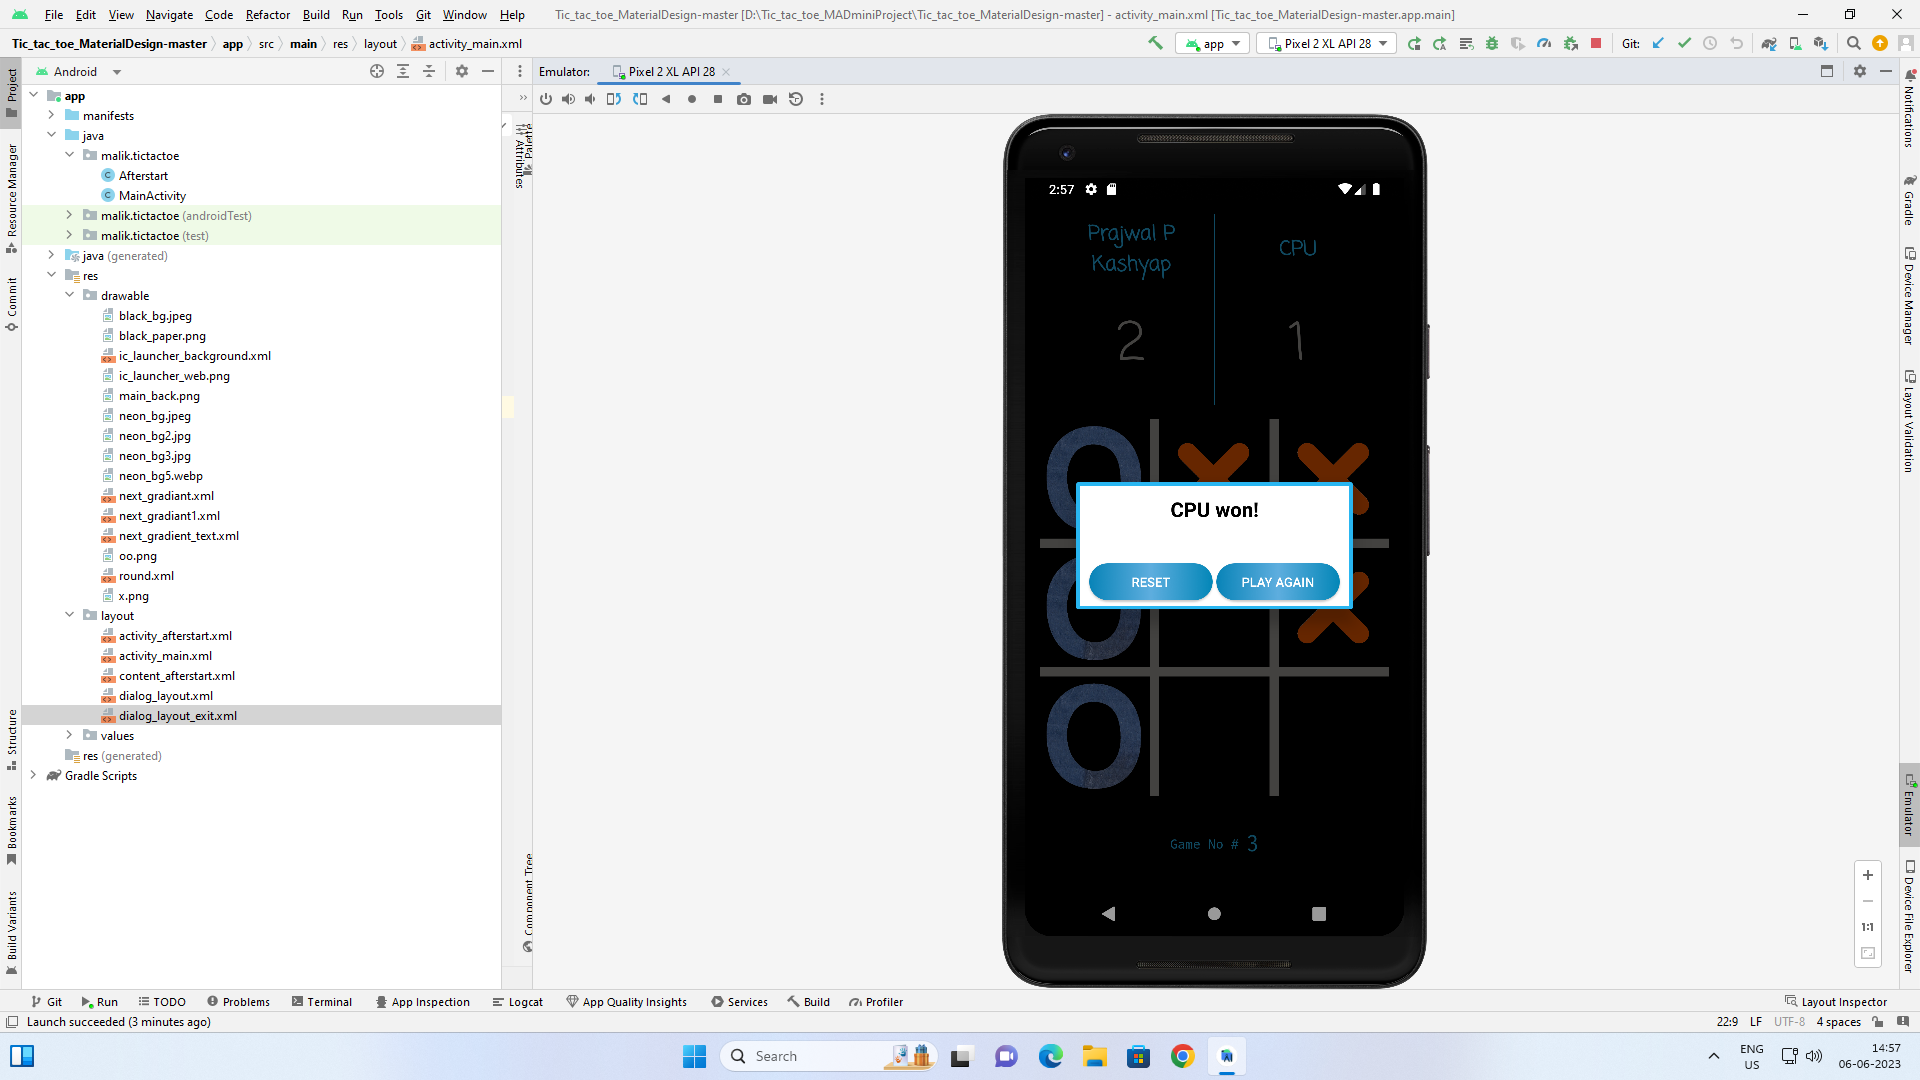 File Edit View Navigate Code Refactor Build Run Tools Git Window Help Tic_tac_toe_MaterialDesign-master [D:\Tic_tac_toe_MADminiProject\Tic_tac_toe_MaterialDesign-master] - activity_main.xml [Tic_tac_toe_MaterialDesign-master.app.main]
Tic_tac_toe_MaterialDesign-master app src main res layout activity_main.xml app Pixel 2 XL API 28 Git:
Android
Emulator: Pixel 2 XL API 28
Project
Resource Manager
Commit
Structure
Bookmarks
Build Variants
app
manifests
java
malik.tictactoe
Afterstart
MainActivity
malik.tictactoe (androidTest)
malik.tictactoe (test)
java (generated)
res
drawable
black_bg.jpeg
black_paper.png
ic_launcher_background.xml
ic_launcher_web.png
main_back.png
neon_bg.jpeg
neon_bg2.jpg
neon_bg3.jpg
neon_bg5.webp
next_gradiant.xml
next_gradiant1.xml
next_gradient_text.xml
oo.png
round.xml
x.png
layout
activity_afterstart.xml
activity_main.xml
content_afterstart.xml
dialog_layout.xml
dialog_layout_exit.xml
values
res (generated)
Gradle Scripts
Palette
Attributes
Component Tree
2:57
Prajwal P
Kashyap
CPU
2 1
CPU won!
RESET PLAY AGAIN
Game No # 3
1:1
Notifications
Gradle
Device Manager
Layout Validation
Emulator
Device File Explorer
Git Run TODO Problems Terminal App Inspection Logcat App Quality Insights Services Build Profiler Layout Inspector
Launch succeeded (3 minutes ago) 22:9 LF UTF-8 4 spaces
Search
ENG
US
14:57
06-06-2023